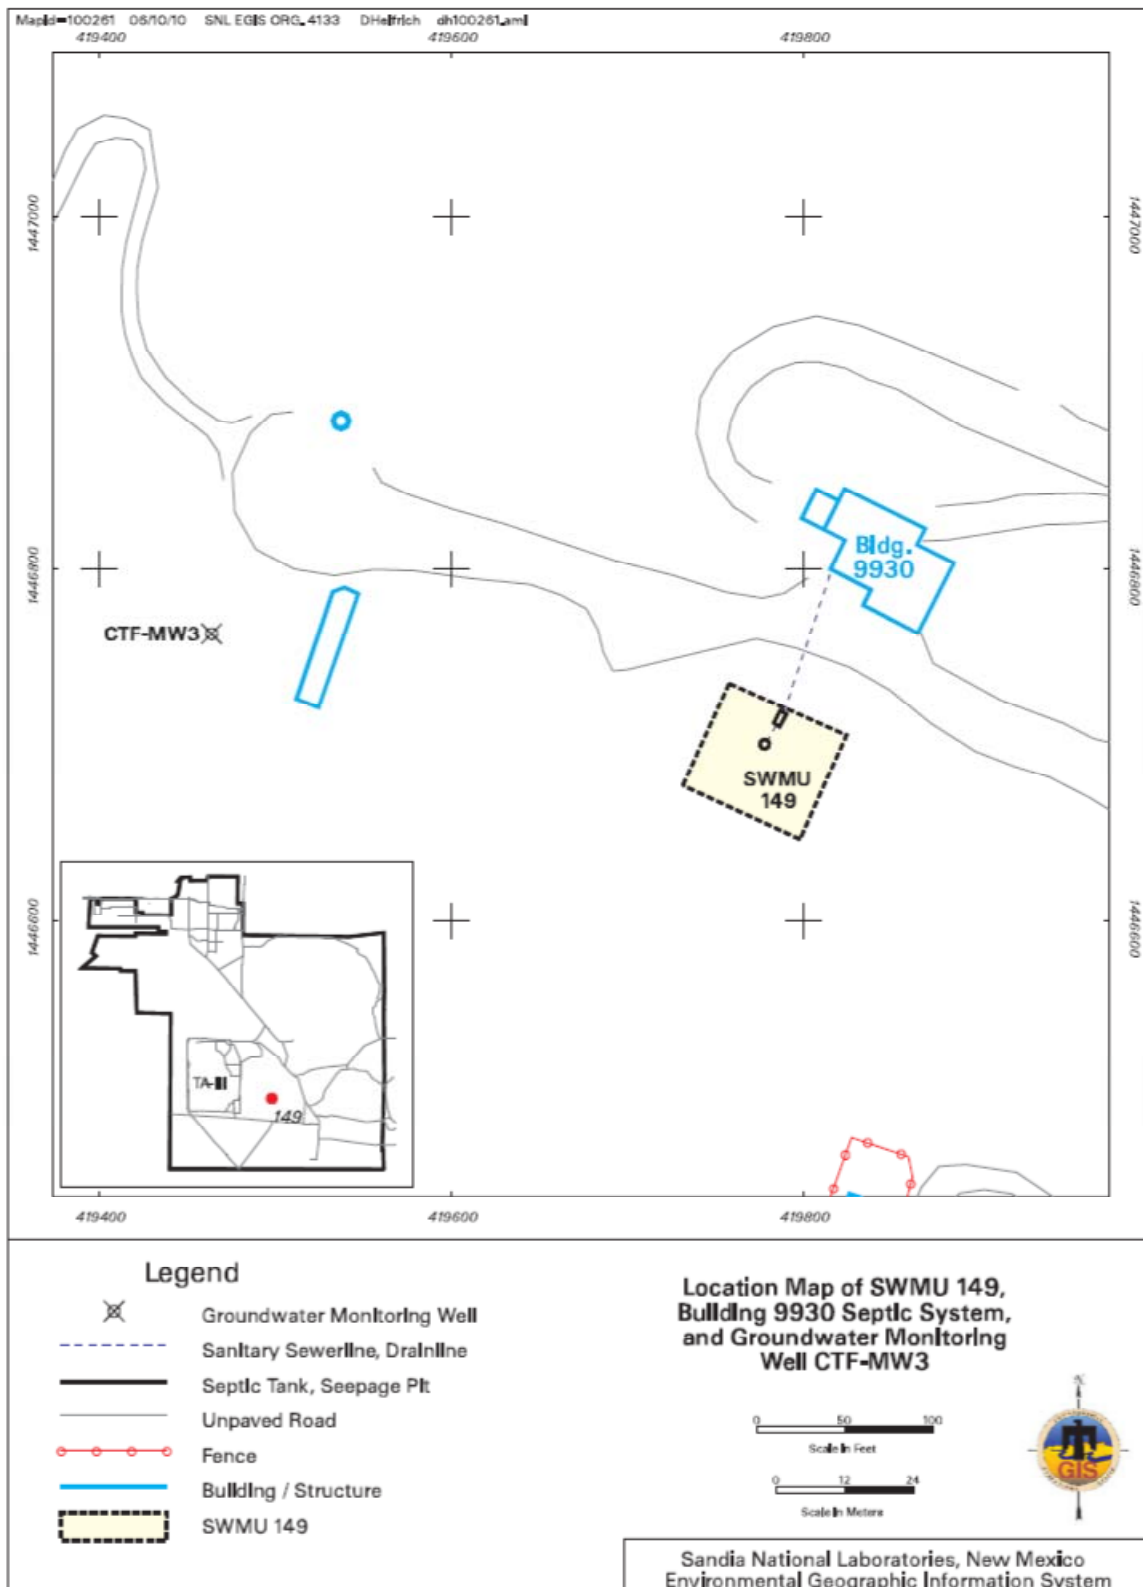 MapId=100261 06/10/10 SNL EGIS ORG. 4133 DHelfrich dh100261.aml
419400 419600 419800
1447000 1447000
Bldg.
9930
1446800 1446800
CTF-MW3
SWMU
149
1446600 1446600
TA-III
149
419400 419600 419800
Legend
Groundwater Monitoring Well
Sanitary Sewerline, Drainline
Septic Tank, Seepage Pit
Unpaved Road
Fence
Building / Structure
SWMU 149
Location Map of SWMU 149,
Building 9930 Septic System,
and Groundwater Monitoring
Well CTF-MW3
0 50 100
Scale in Feet
0 12 24
Scale in Meters
GIS
Sandia National Laboratories, New Mexico
Environmental Geographic Information System